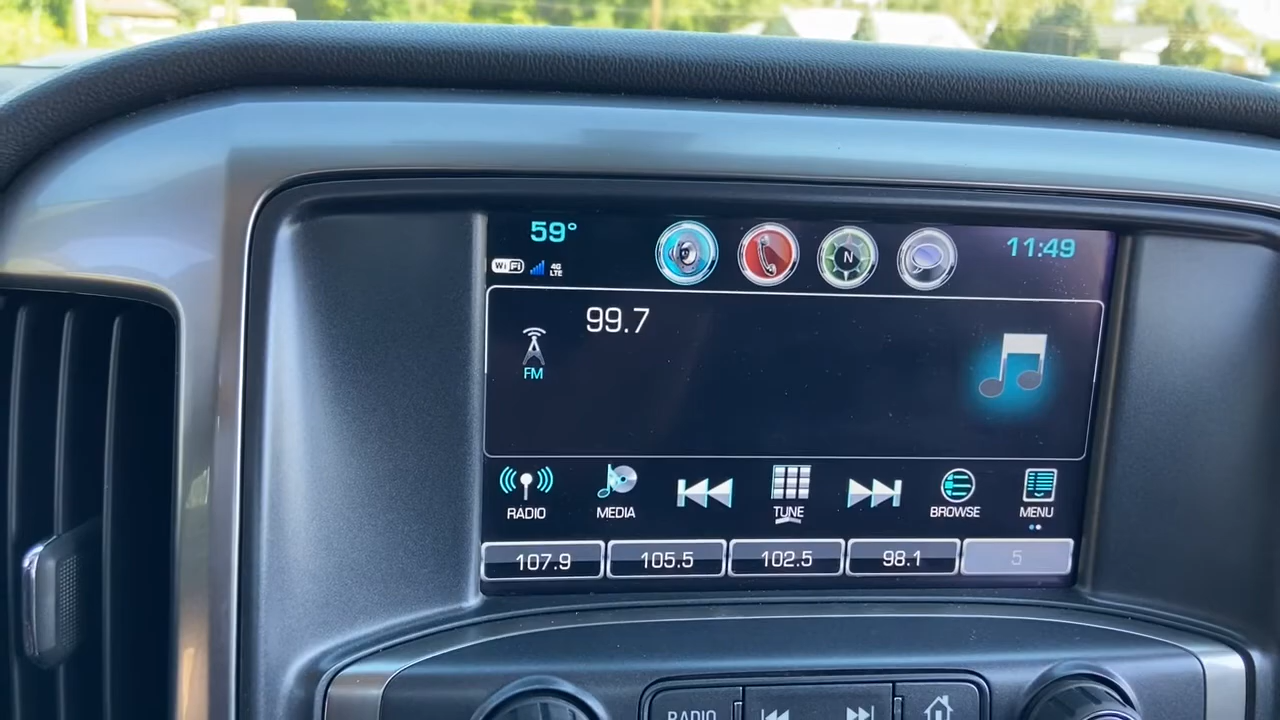 59°
11:49
WiFi
4G
LTE
N
99.7
FM
RADIO
MEDIA
TUNE
BROWSE
MENU
107.9
105.5
102.5
98.1
5
RADIO